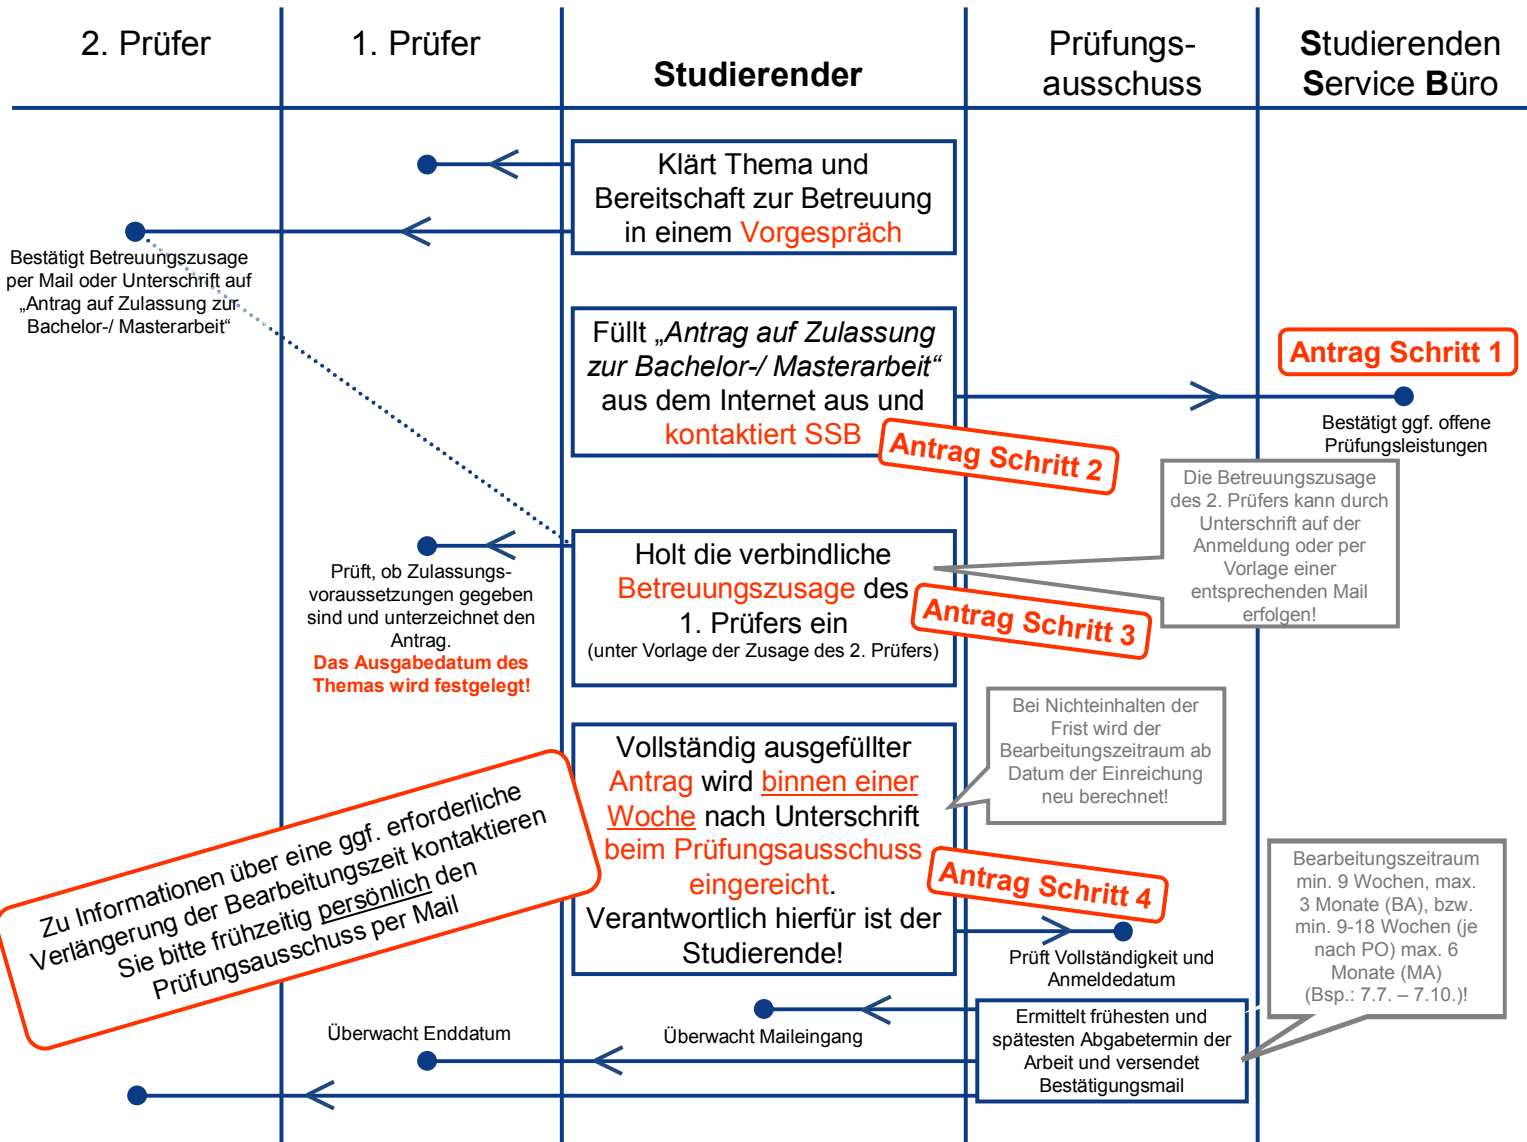 2. Prüfer
1. Prüfer
Studierender
Prüfungs-
ausschuss
Studierenden
Service Büro
Klärt Thema und
Bereitschaft zur Betreuung
in einem Vorgespräch
Bestätigt Betreuungszusage
per Mail oder Unterschrift auf
„Antrag auf Zulassung zur
Bachelor-/ Masterarbeit“
Füllt „Antrag auf Zulassung
zur Bachelor-/ Masterarbeit“
aus dem Internet aus und
kontaktiert SSB
Antrag Schritt 1
Bestätigt ggf. offene
Prüfungsleistungen
Antrag Schritt 2
Die Betreuungszusage
des 2. Prüfers kann durch
Unterschrift auf der
Anmeldung oder per
Vorlage einer
entsprechenden Mail
erfolgen!
Holt die verbindliche
Betreuungszusage des
1. Prüfers ein
(unter Vorlage der Zusage des 2. Prüfers)
Antrag Schritt 3
Prüft, ob Zulassungs-
voraussetzungen gegeben
sind und unterzeichnet den
Antrag.
Das Ausgabedatum des
Themas wird festgelegt!
Bei Nichteinhalten der
Frist wird der
Bearbeitungszeitraum ab
Datum der Einreichung
neu berechnet!
Vollständig ausgefüllter
Antrag wird binnen einer
Woche nach Unterschrift
beim Prüfungsausschuss
eingereicht.
Verantwortlich hierfür ist der
Studierende!
Antrag Schritt 4
Zu Informationen über eine ggf. erforderliche
Verlängerung der Bearbeitungszeit kontaktieren
Sie bitte frühzeitig persönlich den
Prüfungsausschuss per Mail
Prüft Vollständigkeit und
Anmeldedatum
Bearbeitungszeitraum
min. 9 Wochen, max.
3 Monate (BA), bzw.
min. 9-18 Wochen (je
nach PO) max. 6
Monate (MA)
(Bsp.: 7.7. – 7.10.)!
Ermittelt frühesten und
spätesten Abgabetermin der
Arbeit und versendet
Bestätigungsmail
Überwacht Maileingang
Überwacht Enddatum